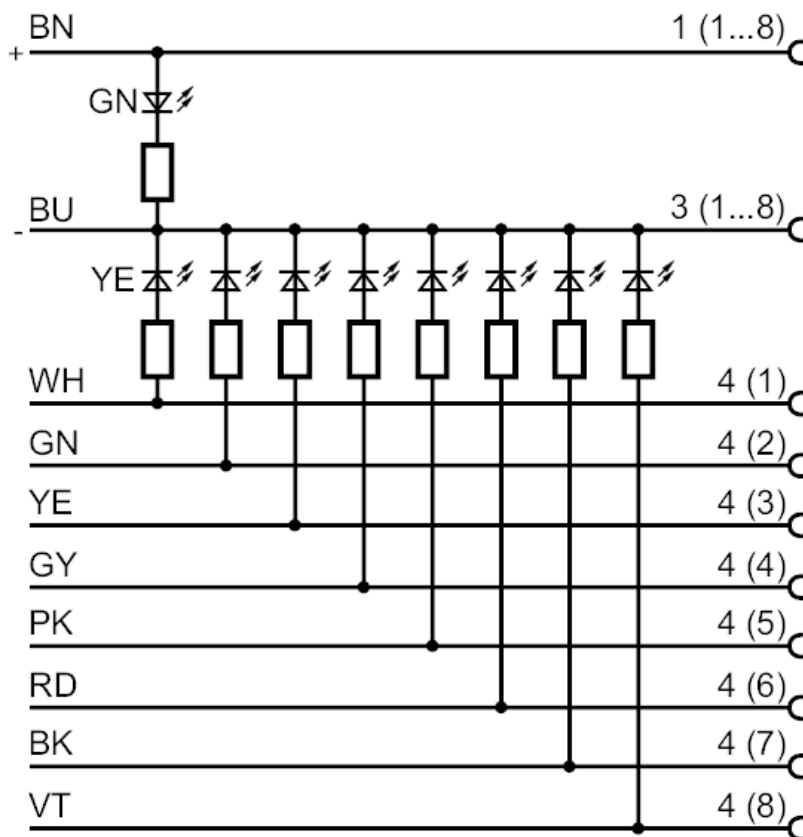 BN 1 (1...8)
+
GN
BU 3 (1...8)
-
YE
WH 4 (1)
GN 4 (2)
YE 4 (3)
GY 4 (4)
PK 4 (5)
RD 4 (6)
BK 4 (7)
VT 4 (8)